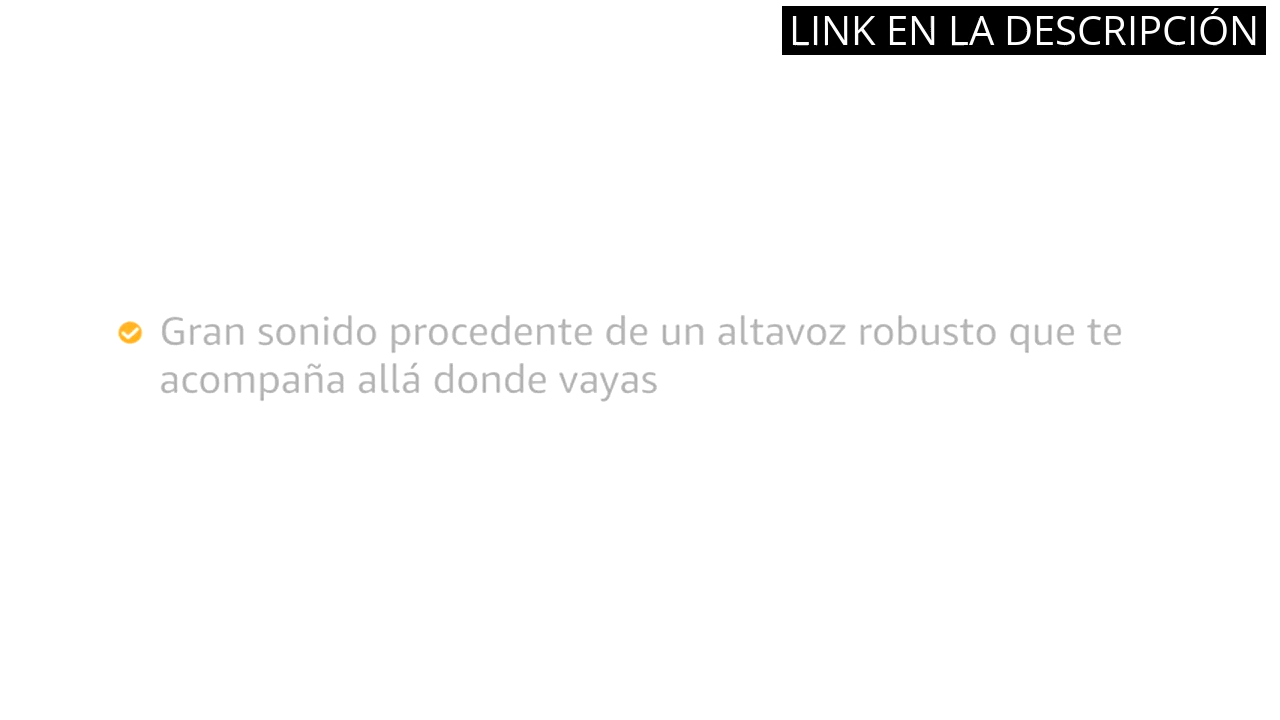 LINK EN LA DESCRIPCIÓN
Gran sonido procedente de un altavoz robusto que te
acompaña allá donde vayas